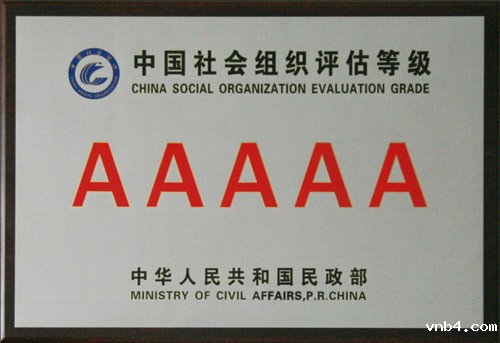 中国社会组织评估等级
CHINA SOCIAL ORGANIZATION EVALUATION GRADE
AAAAA
中华人民共和国民政部
MINISTRY OF CIVIL AFFAIRS,P.R.CHINA
vnb4.com